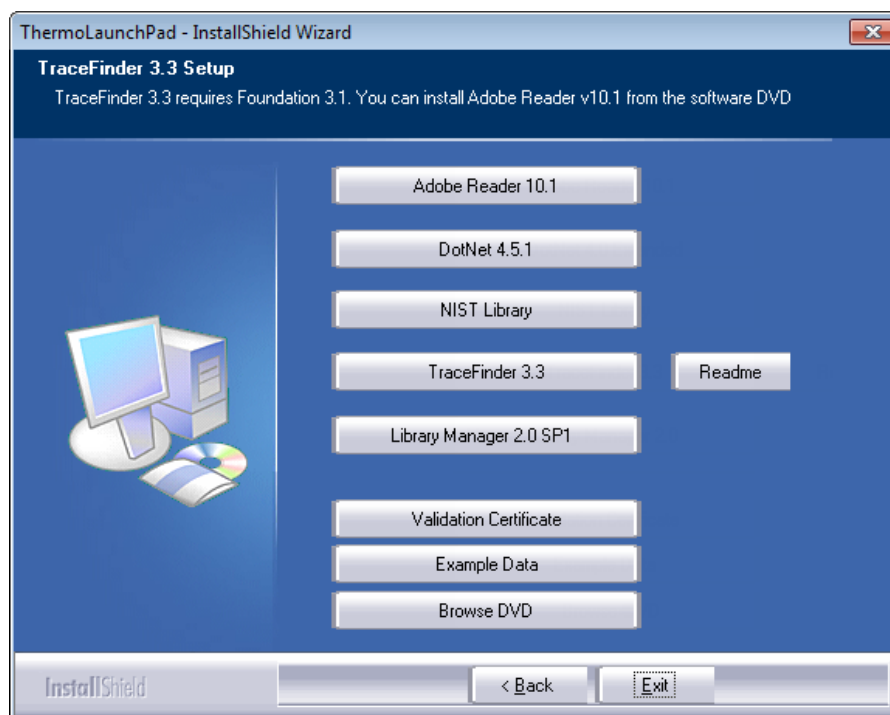 ThermoLaunchPad - InstallShield Wizard
TraceFinder 3.3 Setup
TraceFinder 3.3 requires Foundation 3.1. You can install Adobe Reader v10.1 from the software DVD
Adobe Reader 10.1
DotNet 4.5.1
NIST Library
TraceFinder 3.3
Readme
Library Manager 2.0 SP1
Validation Certificate
Example Data
Browse DVD
InstallShield
< Back
Exit